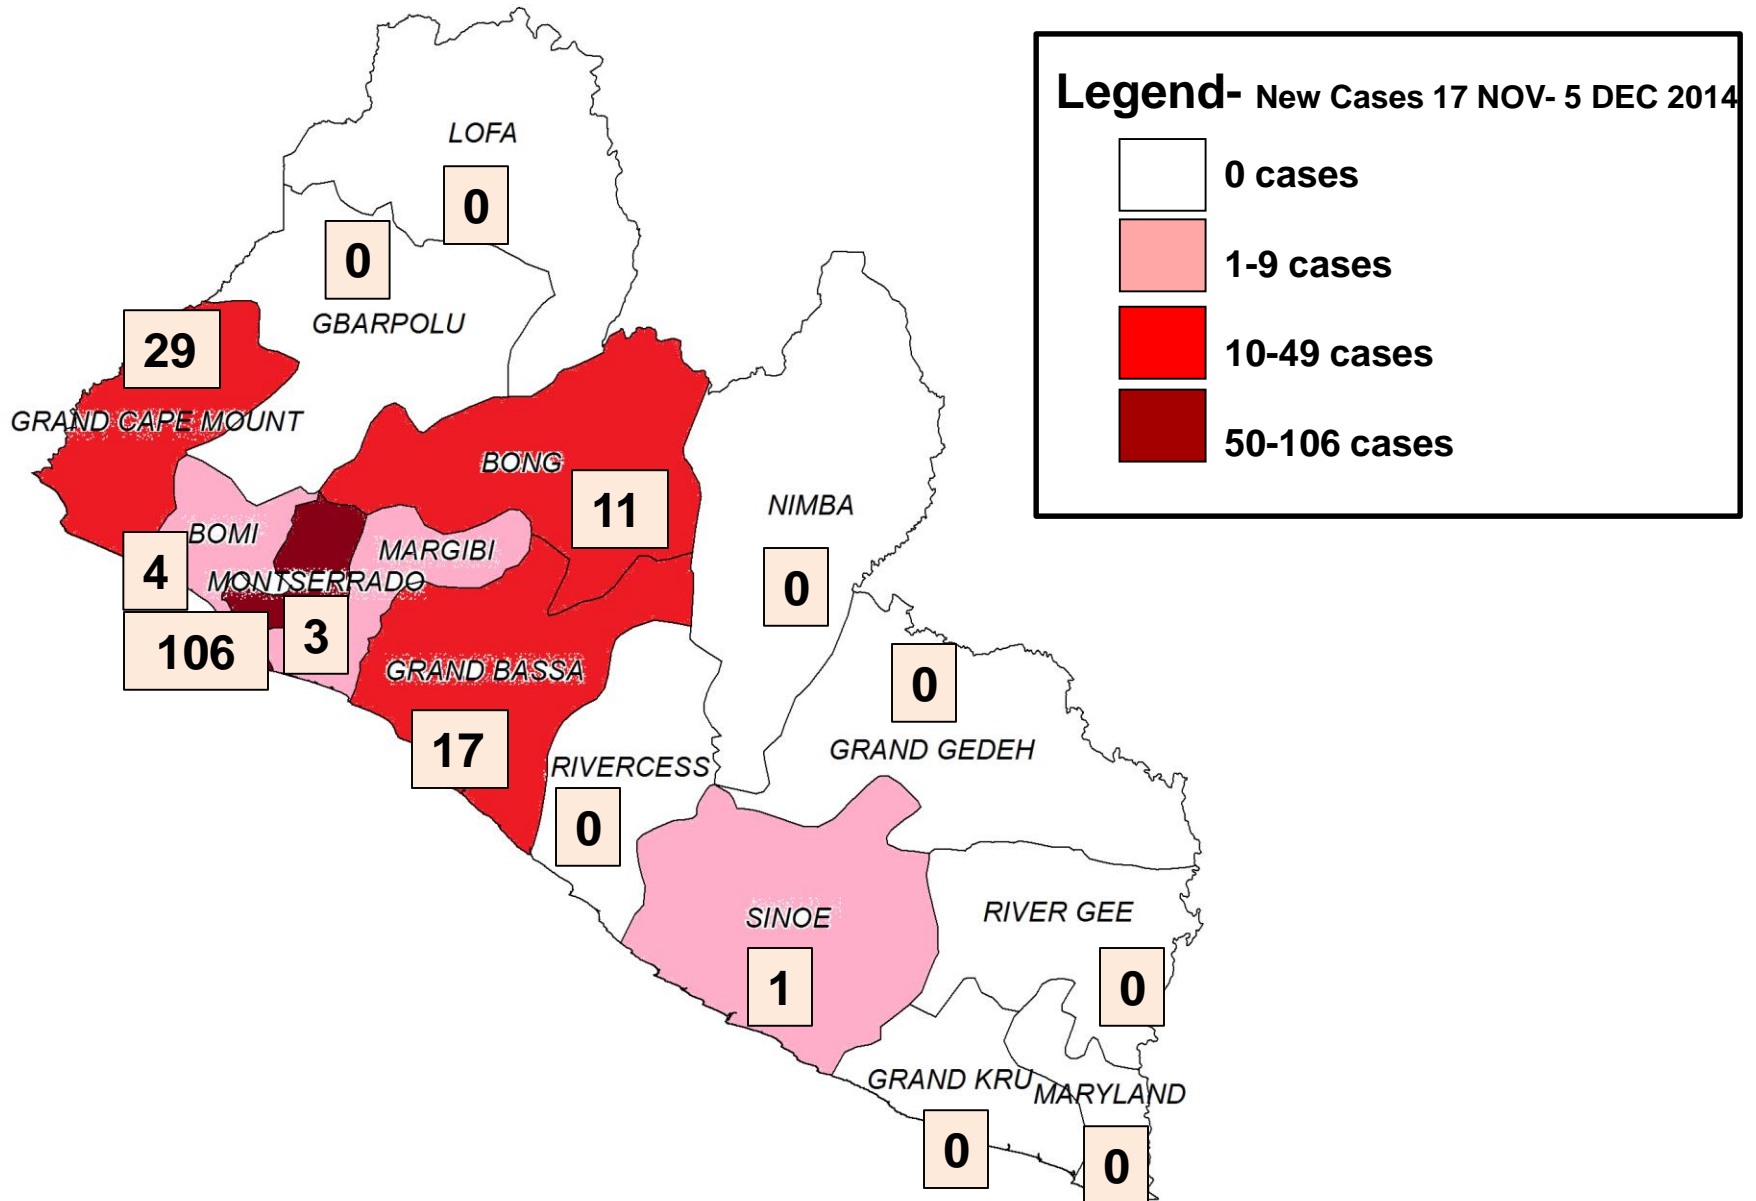 Legend- New Cases 17 NOV- 5 DEC 2014
0 cases
1-9 cases
10-49 cases
50-106 cases
LOFA
0
0
GBARPOLU
29
GRAND CAPE MOUNT
BONG
11
NIMBA
0
BOMI
4
MARGIBI
MONTSERRADO
106
3
GRAND BASSA
17
RIVERCESS
0
0
GRAND GEDEH
SINOE
1
RIVER GEE
0
GRAND KRU
0
MARYLAND
0